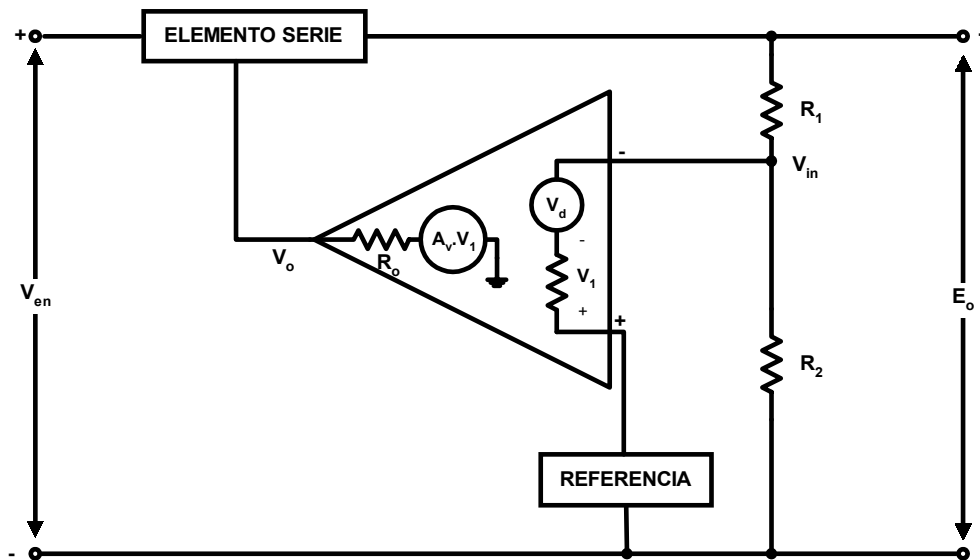 +
ELEMENTO SERIE
+
R1
-
Vin
Vd
-
V1
+
+
Av.V1
Ro
Vo
Ven
Eo
R2
REFERENCIA
-
-